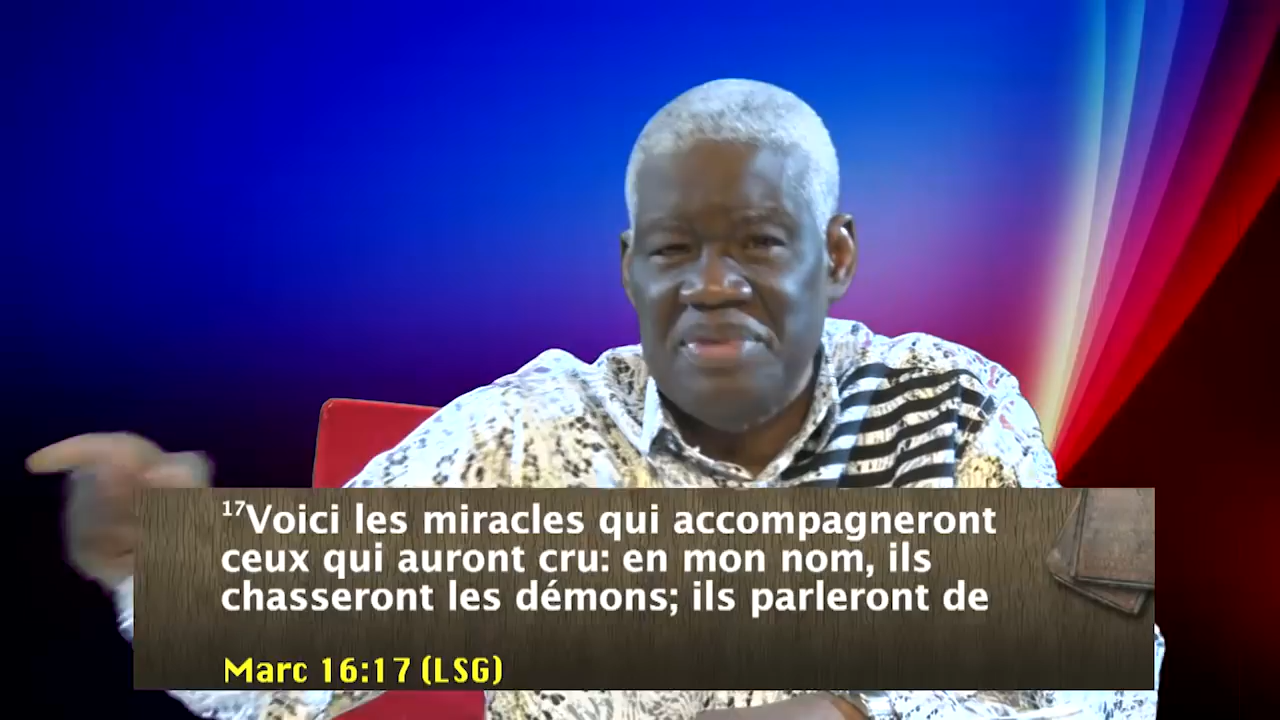 17Voici les miracles qui accompagneront
ceux qui auront cru: en mon nom, ils
chasseront les démons; ils parleront de
Marc 16:17 (LSG)